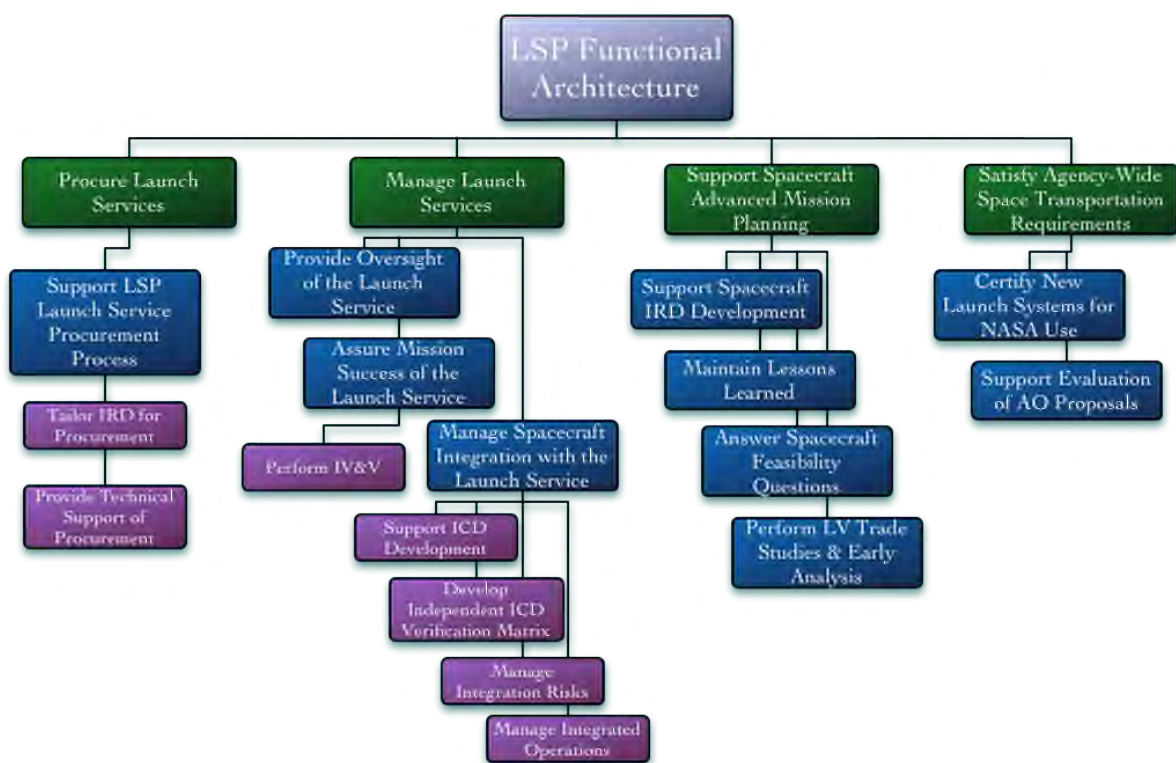 LSP Functional
Architecture
Procure Launch
Services
Manage Launch
Services
Support Spacecraft
Advanced Mission
Planning
Satisfy Agency-Wide
Space Transportation
Requirements
Support LSP
Launch Service
Procurement
Process
Tailor IRD for
Procurement
Provide Technical
Support of
Procurement
Provide Oversight
of the Launch
Service
Assure Mission
Success of the
Launch Service
Perform IV&V
Manage Spacecraft
Integration with the
Launch Service
Support ICD
Development
Develop
Independent ICD
Verification Matrix
Manage
Integration Risks
Manage Integrated
Operations
Support Spacecraft
IRD Development
Maintain Lessons
Learned
Answer Spacecraft
Feasibility
Questions
Perform LV Trade
Studies & Early
Analysis
Certify New
Launch Systems for
NASA Use
Support Evaluation
of AO Proposals